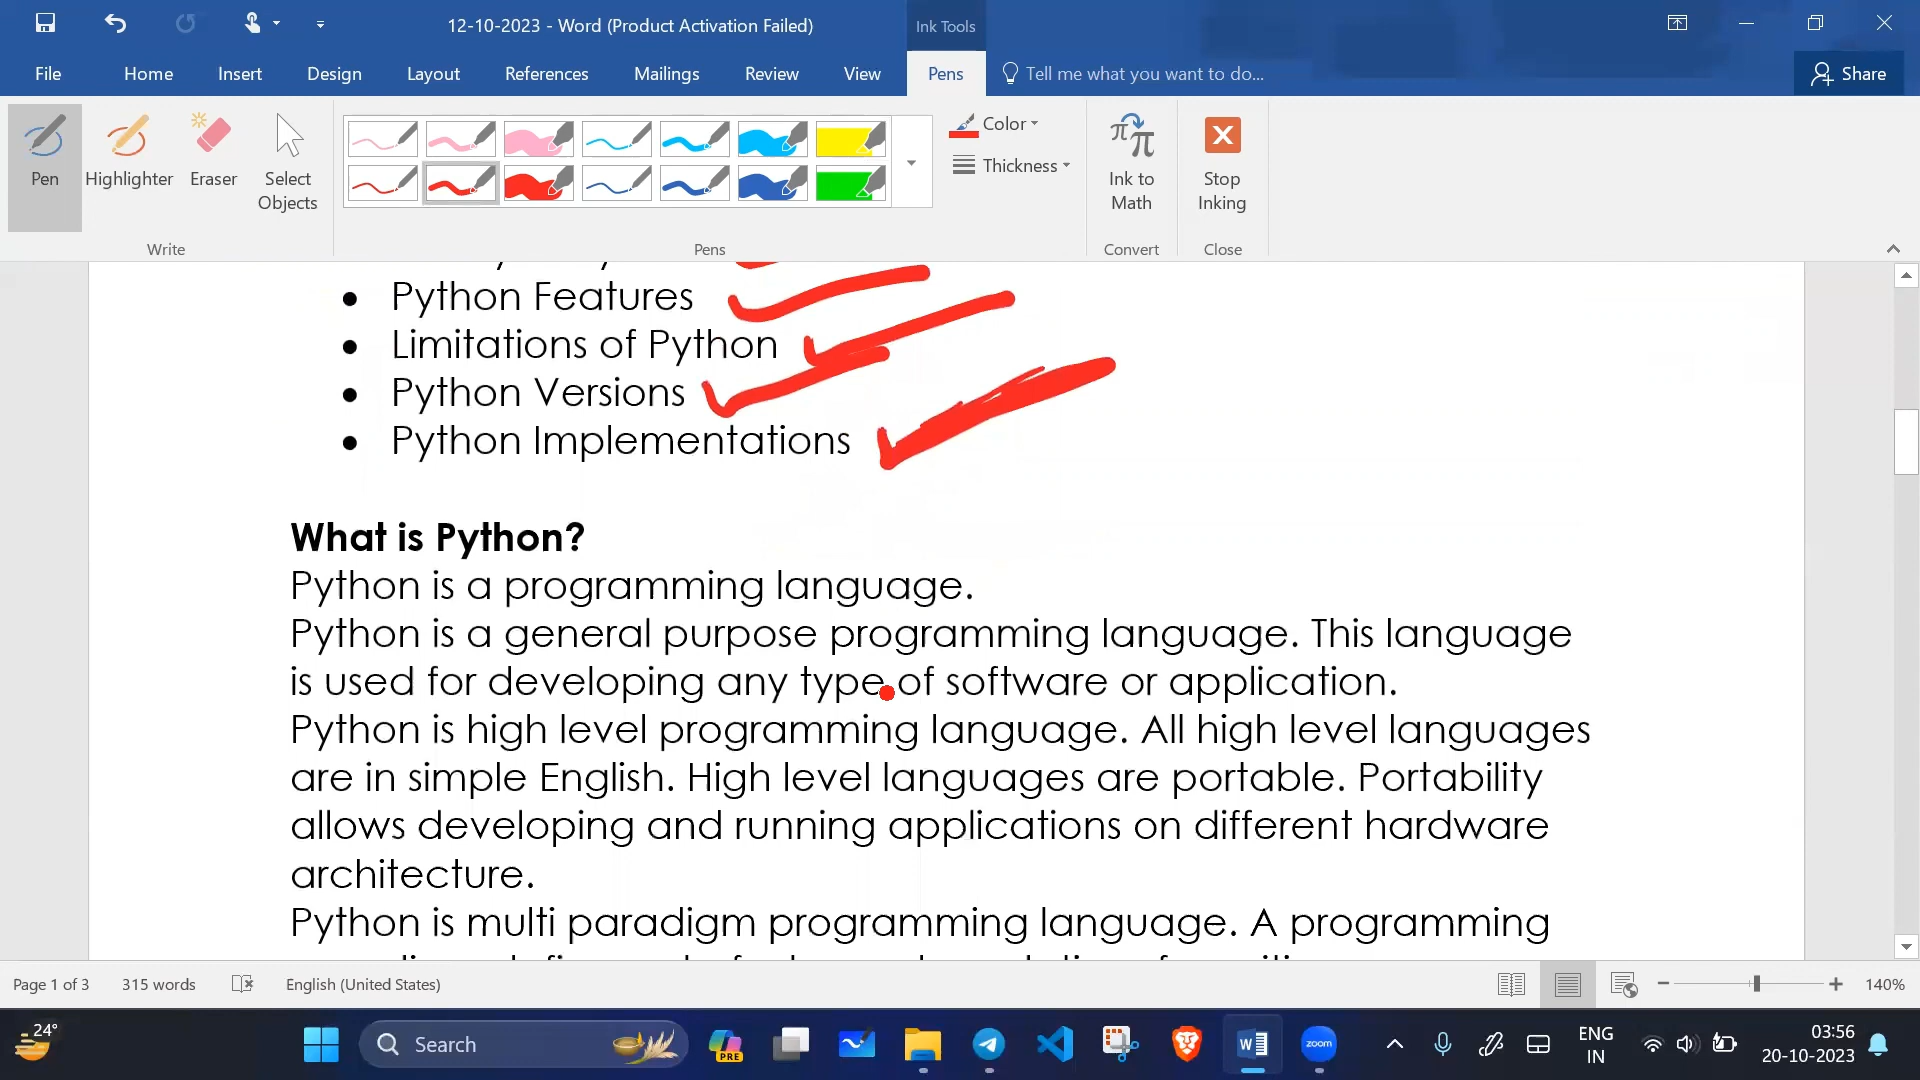 12-10-2023 - Word (Product Activation Failed)
Ink Tools
File Home Insert Design Layout References Mailings Review View Pens Tell me what you want to do... Share
Pen Highlighter Eraser Select Objects
Write
Pens
Color
Thickness
Ink to Math
Convert
Stop Inking
Close
• Python Features
• Limitations of Python
• Python Versions
• Python Implementations
What is Python?
Python is a programming language.
Python is a general purpose programming language. This language
is used for developing any type of software or application.
Python is high level programming language. All high level languages
are in simple English. High level languages are portable. Portability
allows developing and running applications on different hardware
architecture.
Python is multi paradigm programming language. A programming
Page 1 of 3 315 words English (United States) 140%
24° Search PRE zoom ENG IN 03:56 20-10-2023